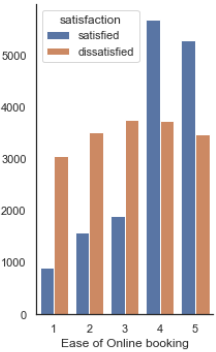 satisfaction
satisfied
dissatisfied
5000
4000
3000
2000
1000
0
1 2 3 4 5
Ease of Online booking